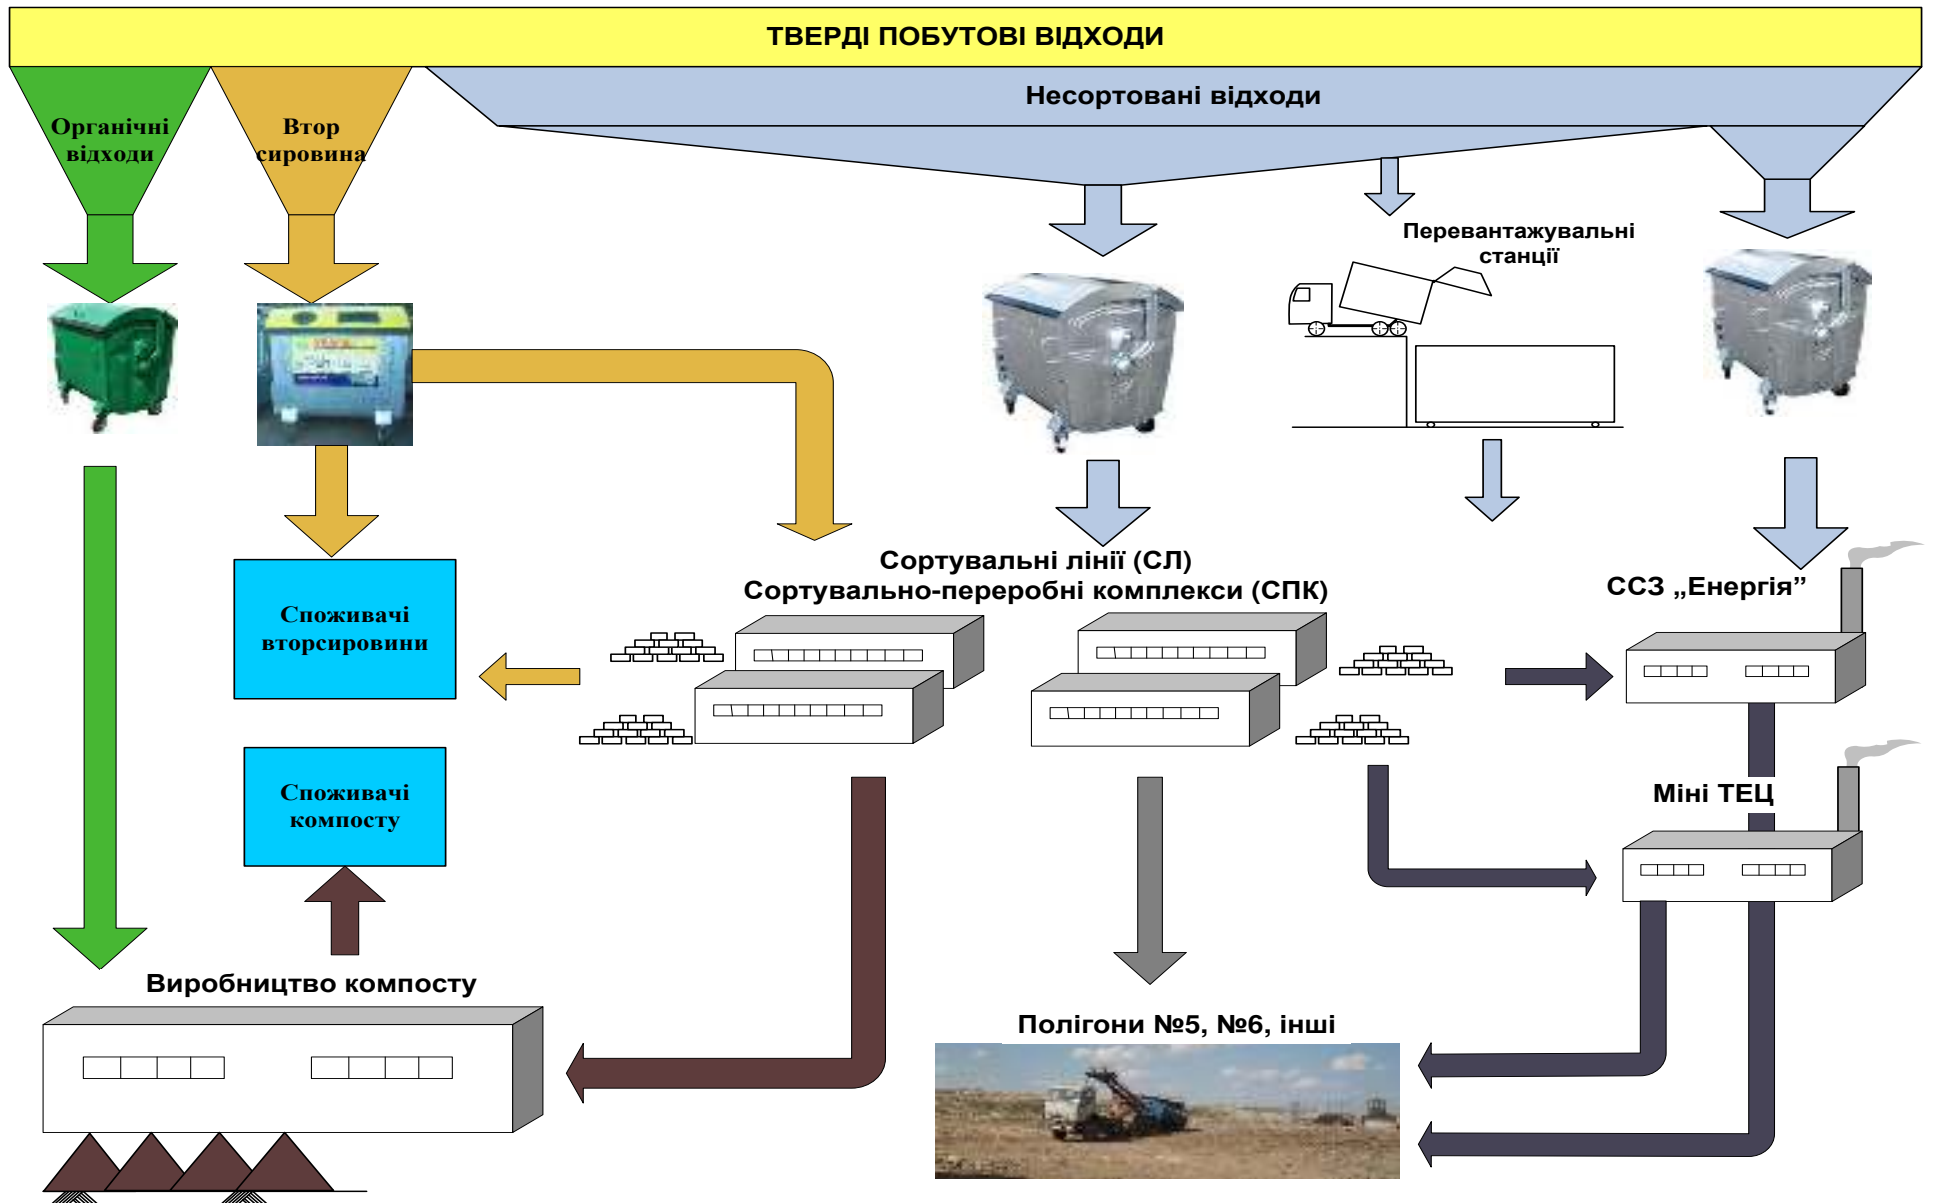 ТВЕРДІ ПОБУТОВІ ВІДХОДИ
Несортовані відходи
Органічні
відходи
Втор
сировина
Перевантажувальні
станції
Сортувальні лінії (СЛ)
Сортувально-переробні комплекси (СПК)
ССЗ „Енергія”
Споживачі
вторсировини
Споживачі
компосту
Міні ТЕЦ
Виробництво компосту
Полігони №5, №6, інші